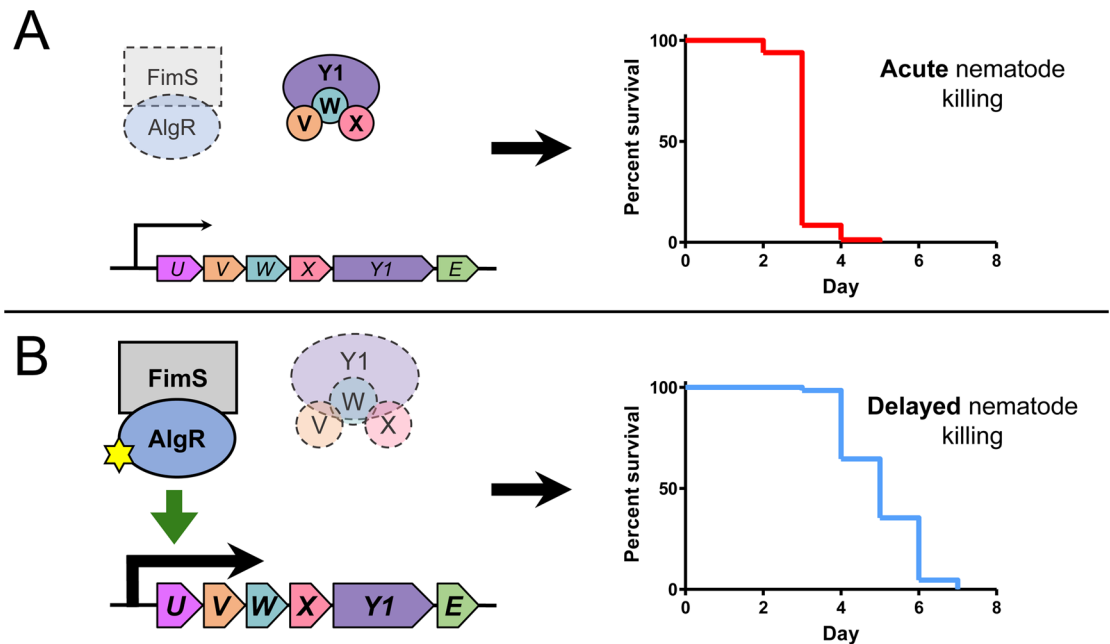 A
FimS
AlgR
Y1
W
V
X
U
V
W
X
Y1
E
Percent survival
100
50
0
0
2
4
6
8
Day
Acute nematode
killing
B
FimS
AlgR
Y1
W
V
X
U
V
W
X
Y1
E
Percent survival
100
50
0
0
2
4
6
8
Day
Delayed nematode
killing